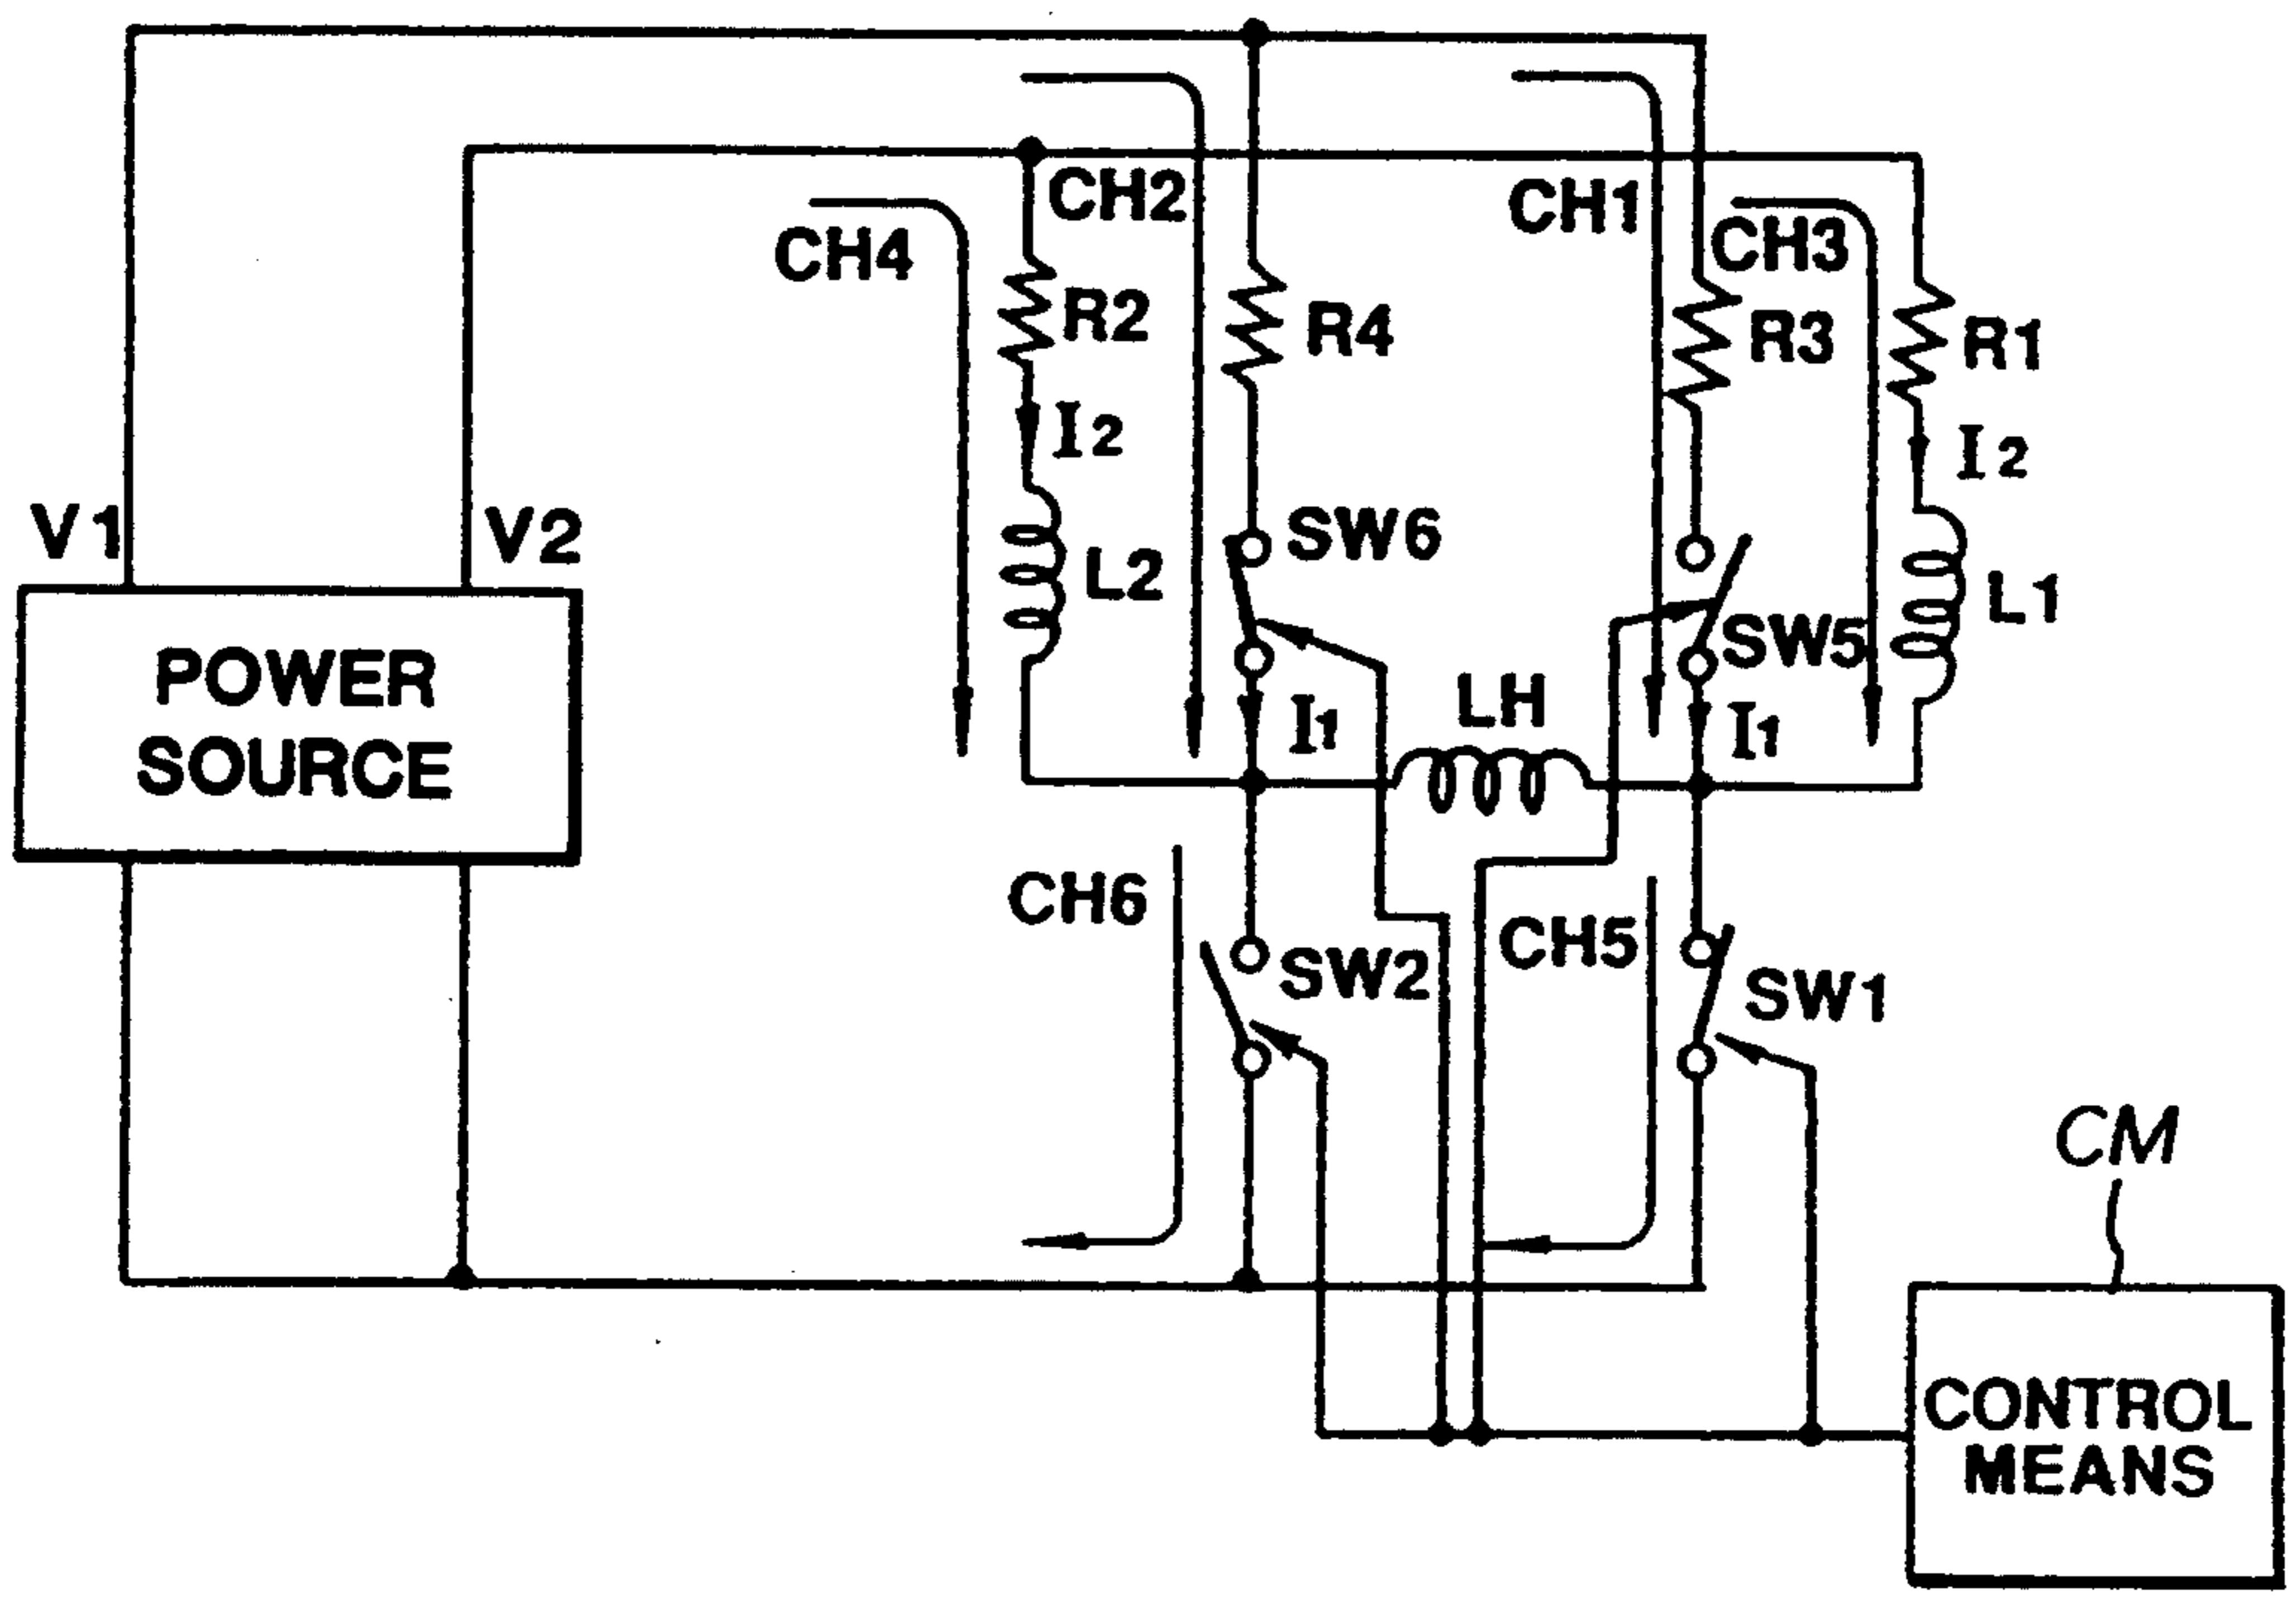 CH2
CH1
CH4
CH3
R2
R4
R3
R1
I2
I2
V1
V2
SW6
L2
L1
SW5
POWER
SOURCE
LH
I1
I1
CH6
CH5
SW2
SW1
CM
CONTROL
MEANS